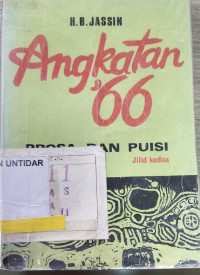 H.B. JASSIN
Angkatan
'66
PROSA DAN PUISI
Jilid kedua
N UNTIDAR